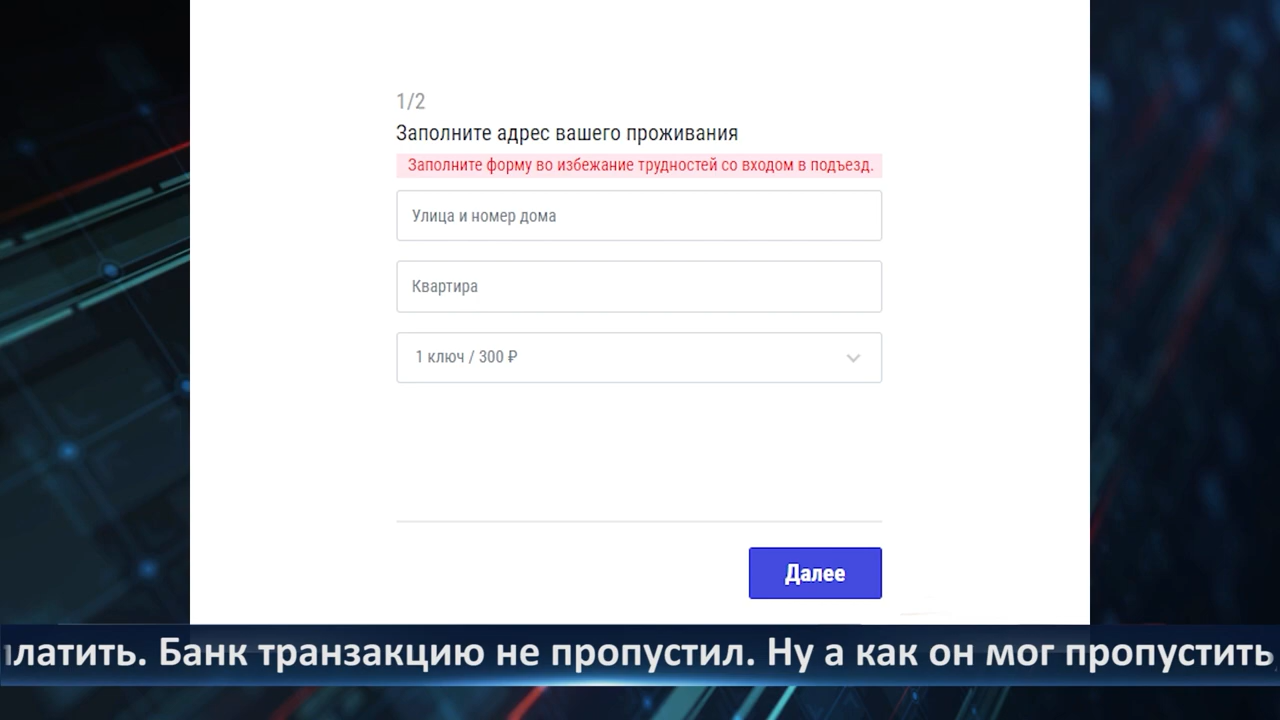 1/2
Заполните адрес вашего проживания
Заполните форму во избежание трудностей со входом в подъезд.
Улица и номер дома
Квартира
1 ключ / 300 ₽
Далее
платить. Банк транзакцию не пропустил. Ну а как он мог пропустить